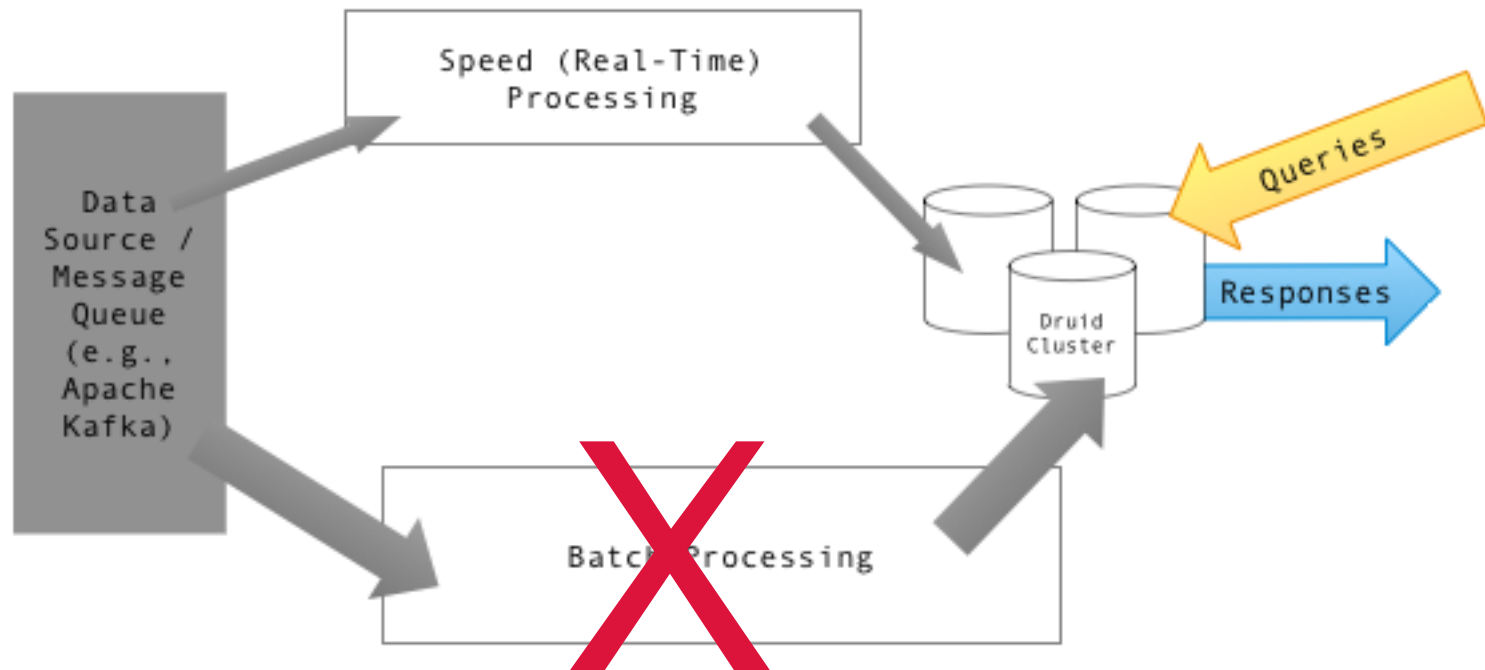 Speed (Real-Time)
Processing
Data
Source /
Message
Queue
(e.g.,
Apache
Kafka)
Queries
Responses
Druid
Cluster
Batch Processing